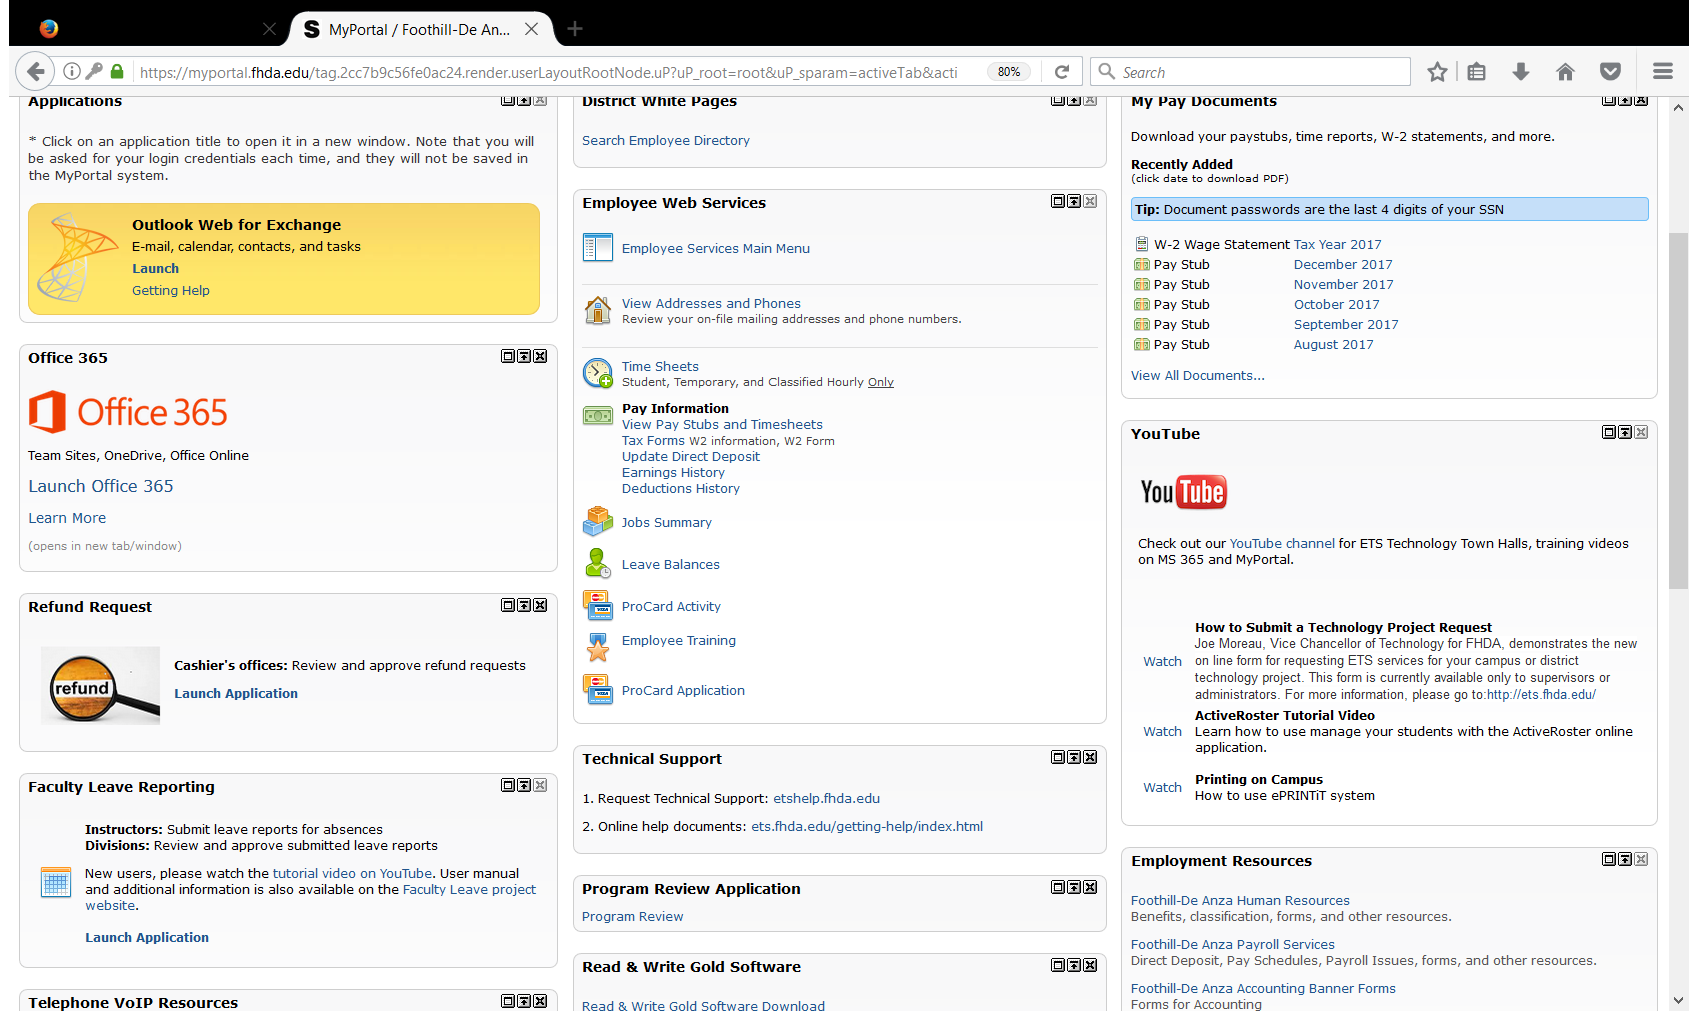 MyPortal / Foothill-De An...
https://myportal.fhda.edu/tag.2cc7b9c56fe0ac24.render.userLayoutRootNode.uP?uP_root=root&uP_sparam=activeTab&acti
80%
Search
Applications
* Click on an application title to open it in a new window. Note that you will
be asked for your login credentials each time, and they will not be saved in
the MyPortal system.
Outlook Web for Exchange
E-mail, calendar, contacts, and tasks
Launch
Getting Help
Office 365
Office 365
Team Sites, OneDrive, Office Online
Launch Office 365
Learn More
(opens in new tab/window)
Refund Request
refund
Cashier's offices: Review and approve refund requests
Launch Application
Faculty Leave Reporting
Instructors: Submit leave reports for absences
Divisions: Review and approve submitted leave reports
New users, please watch the tutorial video on YouTube. User manual
and additional information is also available on the Faculty Leave project
website.
Launch Application
Telephone VoIP Resources
District White Pages
Search Employee Directory
Employee Web Services
Employee Services Main Menu
View Addresses and Phones
Review your on-file mailing addresses and phone numbers.
Time Sheets
Student, Temporary, and Classified Hourly Only
Pay Information
View Pay Stubs and Timesheets
Tax Forms W2 information, W2 Form
Update Direct Deposit
Earnings History
Deductions History
Jobs Summary
Leave Balances
ProCard Activity
Employee Training
ProCard Application
Technical Support
1. Request Technical Support: etshelp.fhda.edu
2. Online help documents: ets.fhda.edu/getting-help/index.html
Program Review Application
Program Review
Read & Write Gold Software
Read & Write Gold Software Download
My Pay Documents
Download your paystubs, time reports, W-2 statements, and more.
Recently Added
(click date to download PDF)
Tip: Document passwords are the last 4 digits of your SSN
W-2 Wage Statement Tax Year 2017
Pay Stub December 2017
Pay Stub November 2017
Pay Stub October 2017
Pay Stub September 2017
Pay Stub August 2017
View All Documents...
YouTube
YouTube
Check out our YouTube channel for ETS Technology Town Halls, training videos
on MS 365 and MyPortal.
How to Submit a Technology Project Request
Joe Moreau, Vice Chancellor of Technology for FHDA, demonstrates the new
Watch on line form for requesting ETS services for your campus or district
technology project. This form is currently available only to supervisors or
administrators. For more information, please go to:http://ets.fhda.edu/
ActiveRoster Tutorial Video
Watch Learn how to use manage your students with the ActiveRoster online
application.
Printing on Campus
Watch How to use ePRINTiT system
Employment Resources
Foothill-De Anza Human Resources
Benefits, classification, forms, and other resources.
Foothill-De Anza Payroll Services
Direct Deposit, Pay Schedules, Payroll Issues, forms, and other resources.
Foothill-De Anza Accounting Banner Forms
Forms for Accounting